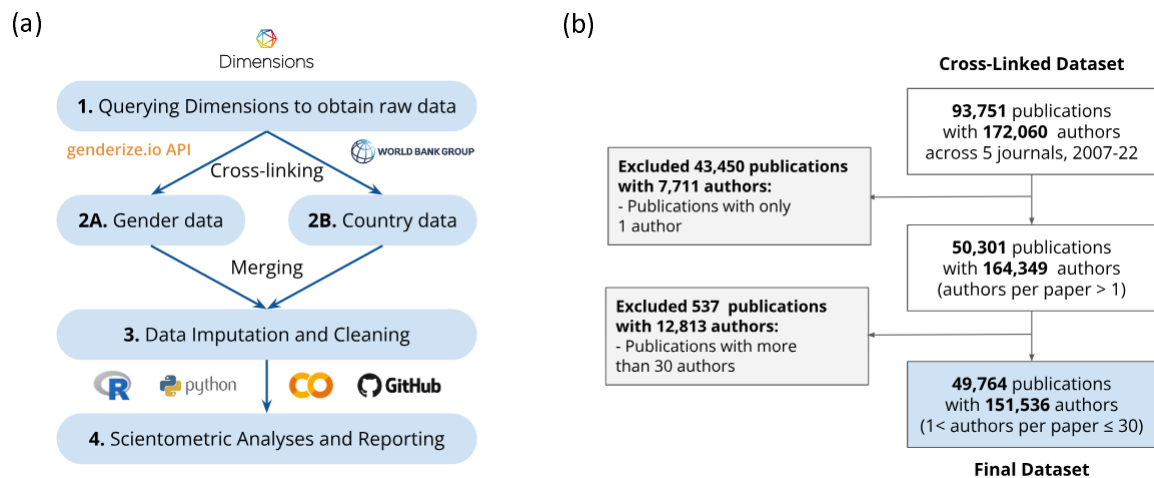 (a)
Dimensions
1. Querying Dimensions to obtain raw data
genderize.io API
WORLD BANK GROUP
Cross-linking
2A. Gender data
2B. Country data
Merging
3. Data Imputation and Cleaning
R
python
CO
GitHub
4. Scientometric Analyses and Reporting
(b)
Cross-Linked Dataset
93,751 publications
with 172,060 authors
across 5 journals, 2007-22
Excluded 43,450 publications
with 7,711 authors:
- Publications with only
1 author
50,301 publications
with 164,349 authors
(authors per paper > 1)
Excluded 537 publications
with 12,813 authors:
- Publications with more
than 30 authors
49,764 publications
with 151,536 authors
(1< authors per paper ≤ 30)
Final Dataset